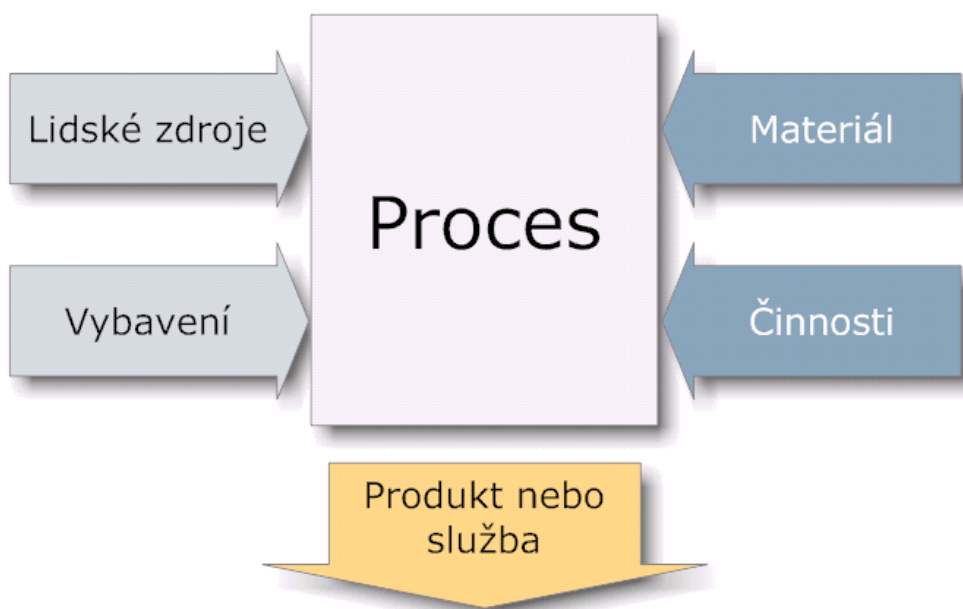 Lidské zdroje
Materiál
Proces
Vybavení
Činnosti
Produkt nebo
služba